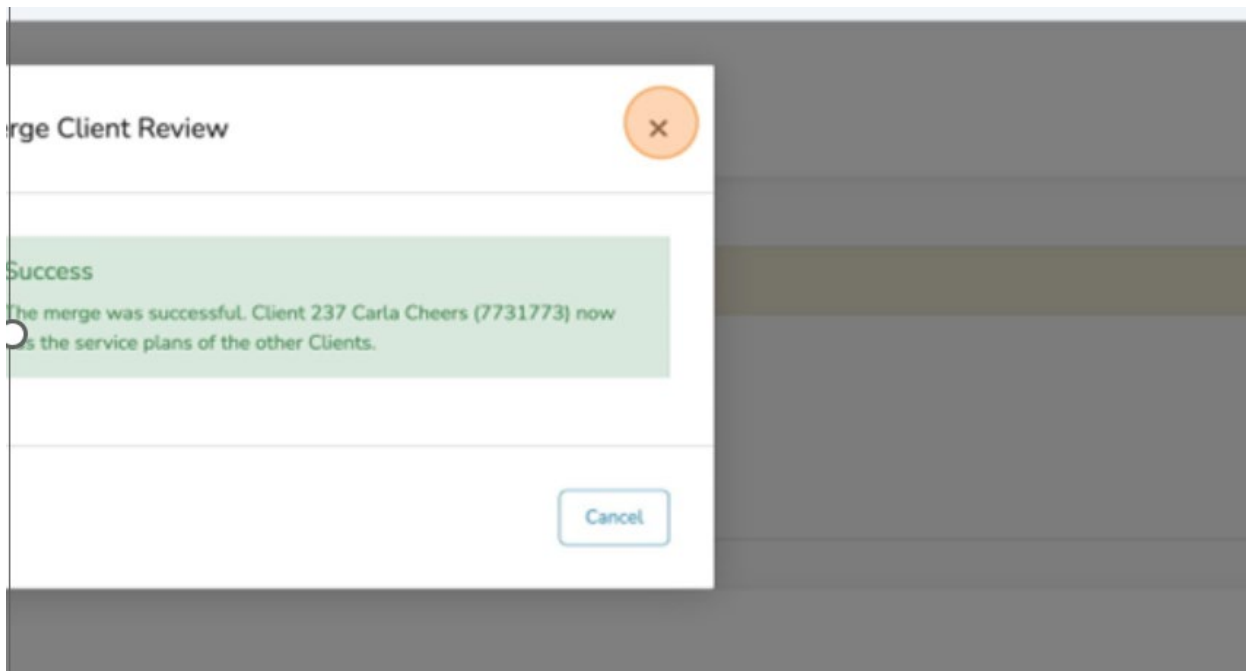 rge Client Review
Success
The merge was successful. Client 237 Carla Cheers (7731773) now
s the service plans of the other Clients.
Cancel